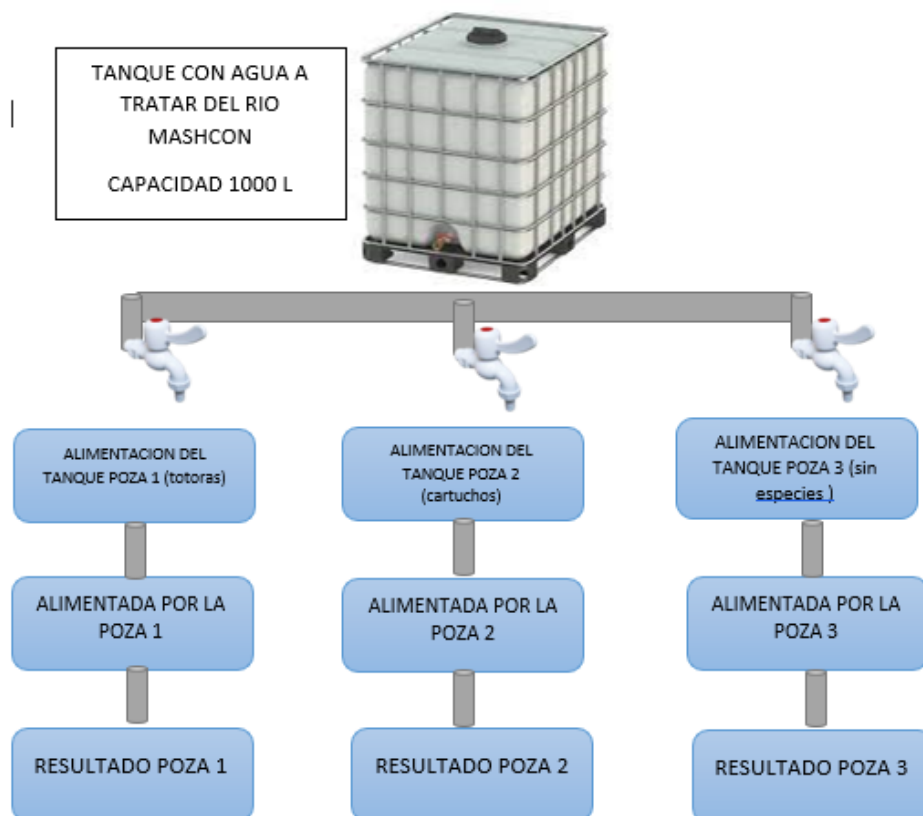 TANQUE CON AGUA A
TRATAR DEL RIO
MASHCON
CAPACIDAD 1000 L
ALIMENTACION DEL
TANQUE POZA 1 (totoras)
ALIMENTACION DEL
TANQUE POZA 2
(cartuchos)
ALIMENTACION DEL
TANQUE POZA 3 (sin
especies )
ALIMENTADA POR LA
POZA 1
ALIMENTADA POR LA
POZA 2
ALIMENTADA POR LA
POZA 3
RESULTADO POZA 1
RESULTADO POZA 2
RESULTADO POZA 3